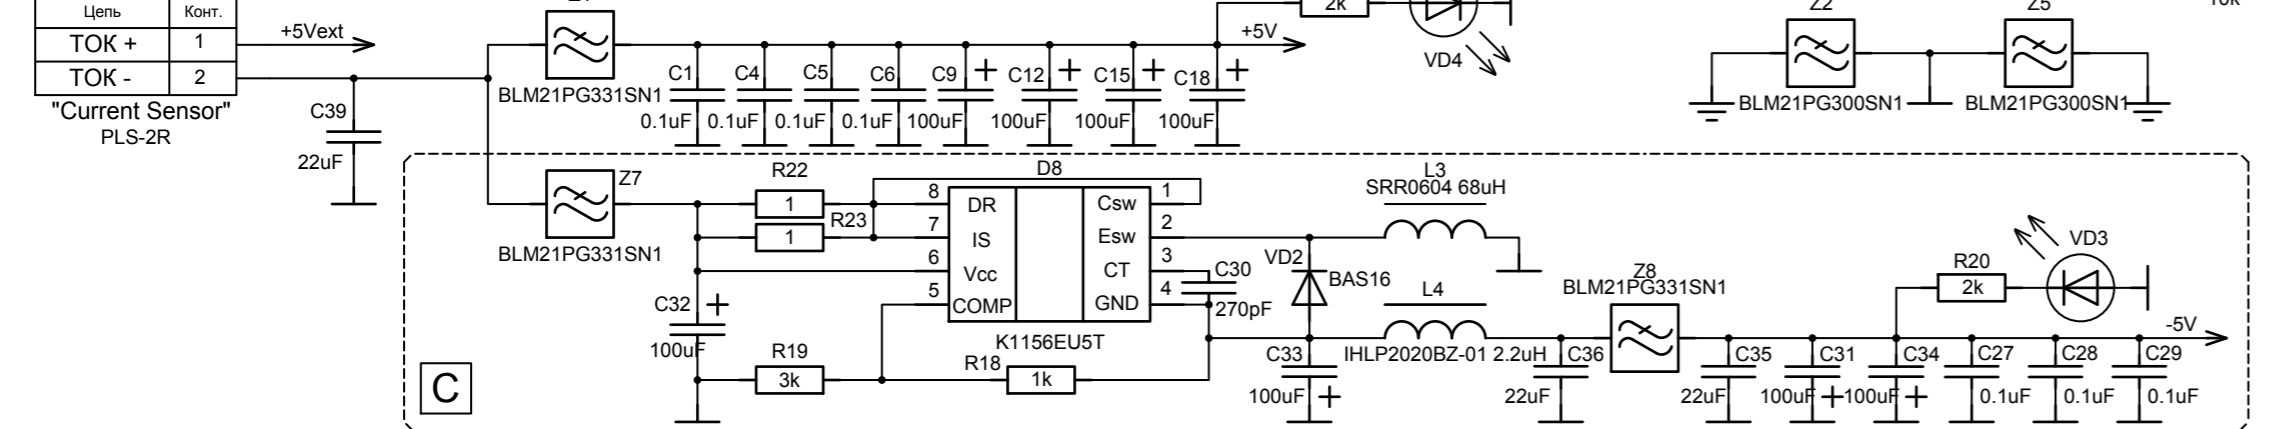 Цепь Конт.
ТОК + 1
ТОК - 2
"Current Sensor"
PLS-2R
+5Vext
C39
22uF
BLM21PG331SN1
C1
0.1uF
C4
0.1uF
C5
0.1uF
C6
0.1uF
C9
100uF
C12
100uF
C15
100uF
C18
100uF
+5V
2k
VD4
Z2
BLM21PG300SN1
Z5
BLM21PG300SN1
Z7
BLM21PG331SN1
R22
1
R23
1
C32
100uF
R19
3k
R18
1k
D8
8 DR
7 IS
6 Vcc
5 COMP
Csw 1
Esw 2
CT 3
GND 4
K1156EU5T
C30
270pF
VD2
BAS16
L3
SRR0604 68uH
L4
IHLP2020BZ-01 2.2uH
C33
100uF
C36
22uF
Z8
BLM21PG331SN1
C35
22uF
C31
100uF
C34
100uF
C27
0.1uF
C28
0.1uF
C29
0.1uF
R20
2k
VD3
-5V
C